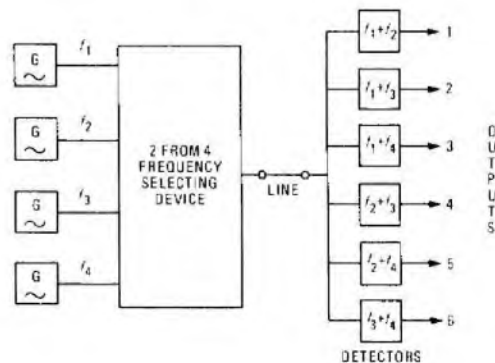 G
f1
G
f2
G
f3
G
f4
2 FROM 4
FREQUENCY
SELECTING
DEVICE
LINE
f1+f2
1
f1+f3
2
f1+f4
3
f2+f3
4
f2+f4
5
f3+f4
6
DETECTORS
OUTPUTS